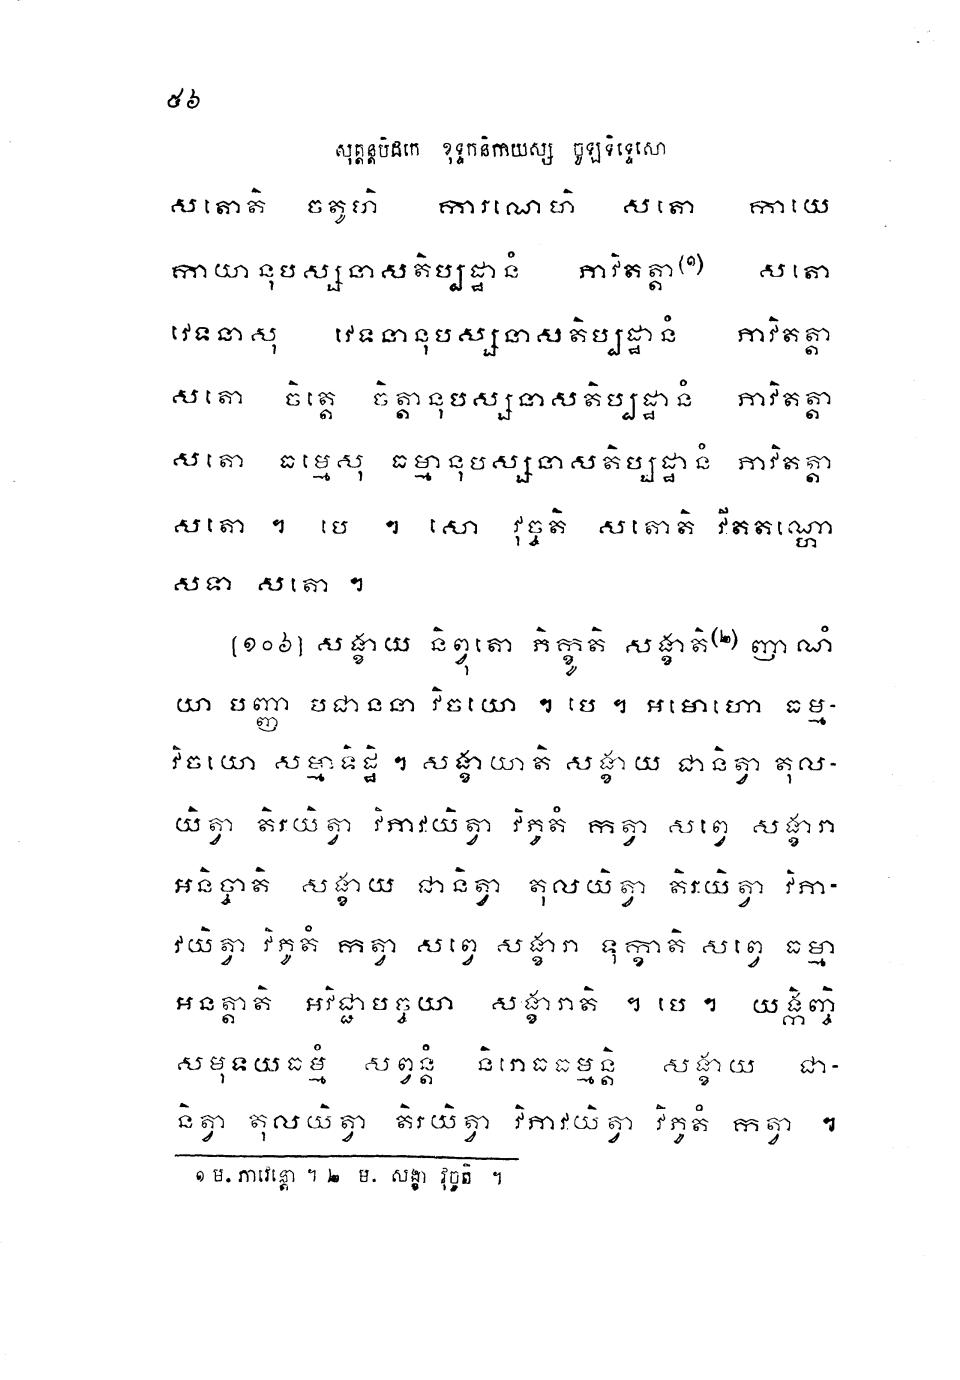 ៥៦
សុត្តន្តបិដកេ ខុទ្ទកនិកាយស្ស ចូឡនិទ្ទេសោ
សតោតិ ចតូហិ ការណេហិ សតោ កាយេ
កាយានុបស្សនាសតិប្បដ្ឋានំ ភាវិតត្តា(១) សតោ
វេទនាសុ វេទនានុបស្សនាសតិប្បដ្ឋានំ ភាវិតត្តា
សតោ ចិត្តេ ចិត្តានុបស្សនាសតិប្បដ្ឋានំ ភាវិតត្តា
សតោ ធម្មេសុ ធម្មានុបស្សនាសតិប្បដ្ឋានំ ភាវិតត្តា
សតោ ។ បេ ។ សោ វុច្ចតិ សតោតិ វីតតណ្ហោ
សទា សតោ ។
[១០៦] សង្ខាយ និព្វុតោ ភិក្ខូតិ សង្ខាតិ(២) ញាណំ
យា បញ្ញា បជាននា វិចយោ ។ បេ ។ អមោហោ ធម្ម-
វិចយោ សម្មាទិដ្ឋិ ។ សង្ខាយាតិ សង្ខាយ ជានិត្វា តុល-
យិត្វា តិរយិត្វា វិភាវយិត្វា វិភូតំ កត្វា សព្វេ សង្ខារា
អនិច្ចាតិ សង្ខាយ ជានិត្វា តុលយិត្វា តិរយិត្វា វិភា-
វយិត្វា វិភូតំ កត្វា សព្វេ សង្ខារា ទុក្ខាតិ សព្វេ ធម្មា
អនត្តាតិ អវិជ្ជាបច្ចយា សង្ខារាតិ ។ បេ ។ យង្កិញ្ចិ
សមុទយធម្មំ សព្វន្តំ និរោធធម្មន្តិ សង្ខាយ ជា-
និត្វា តុលយិត្វា តិរយិត្វា វិភាវយិត្វា វិភូតំ កត្វា ។
១ ម. ភាវេន្តោ ។ ២ ម. សង្ខា វុច្ចតិ ។